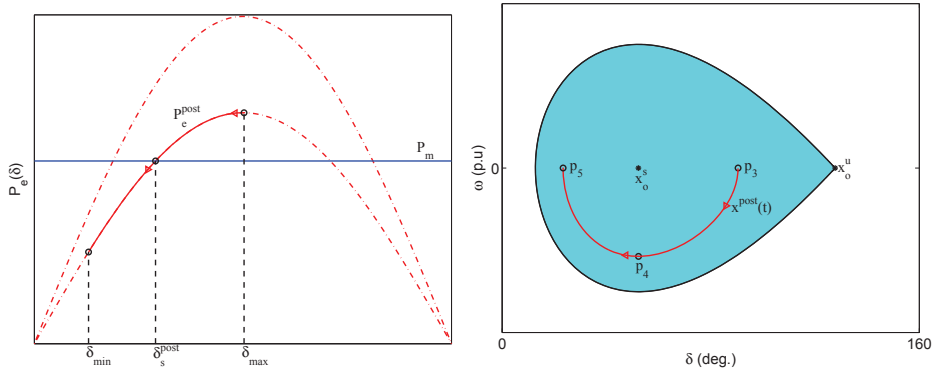 P_e(δ)
P_e^post
P_m
δ_min
δ_s^post
δ_max
ω (p.u)
0
p_5
x_o^s
p_3
x_o^u
x^post(t)
p_4
0
δ (deg.)
160